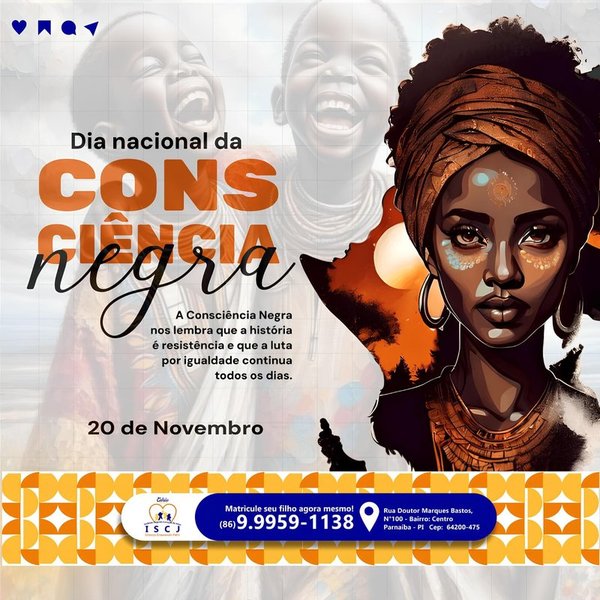 Dia nacional da
CONS
CIÊNCIA
negra
A Consciência Negra
nos lembra que a história
é resistência e que a luta
por igualdade continua
todos os dias.
20 de Novembro
ISCJ
Matricule seu filho agora mesmo!
(86)9.9959-1138
Rua Doutor Marques Bastos,
N°100 - Bairro: Centro
Parnaíba - PI Cep: 64200-475